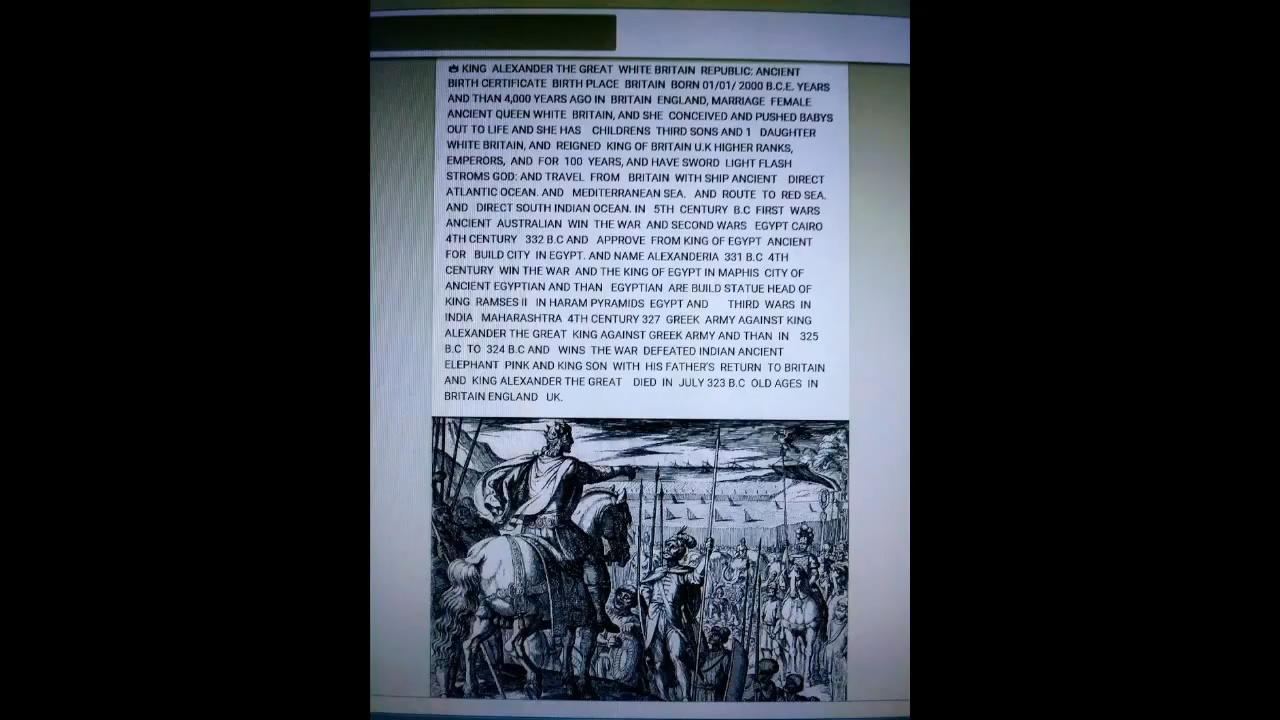 KING ALEXANDER THE GREAT WHITE BRITAIN REPUBLIC: ANCIENT
BIRTH CERTIFICATE BIRTH PLACE BRITAIN BORN 01/01/ 2000 B.C.E. YEARS
AND THAN 4,000 YEARS AGO IN BRITAIN ENGLAND, MARRIAGE FEMALE
ANCIENT QUEEN WHITE BRITAIN, AND SHE CONCEIVED AND PUSHED BABYS
OUT TO LIFE AND SHE HAS CHILDRENS THIRD SONS AND 1 DAUGHTER
WHITE BRITAIN, AND REIGNED KING OF BRITAIN U.K HIGHER RANKS,
EMPERORS, AND FOR 100 YEARS, AND HAVE SWORD LIGHT FLASH
STROMS GOD: AND TRAVEL FROM BRITAIN WITH SHIP ANCIENT DIRECT
ATLANTIC OCEAN. AND MEDITERRANEAN SEA. AND ROUTE TO RED SEA.
AND DIRECT SOUTH INDIAN OCEAN. IN 5TH CENTURY B.C FIRST WARS
ANCIENT AUSTRALIAN WIN THE WAR AND SECOND WARS EGYPT CAIRO
4TH CENTURY 332 B.C AND APPROVE FROM KING OF EGYPT ANCIENT
FOR BUILD CITY IN EGYPT. AND NAME ALEXANDERIA 331 B.C 4TH
CENTURY WIN THE WAR AND THE KING OF EGYPT IN MAPHIS CITY OF
ANCIENT EGYPTIAN AND THAN EGYPTIAN ARE BUILD STATUE HEAD OF
KING RAMSES II IN HARAM PYRAMIDS EGYPT AND THIRD WARS IN
INDIA MAHARASHTRA 4TH CENTURY 327 GREEK ARMY AGAINST KING
ALEXANDER THE GREAT KING AGAINST GREEK ARMY AND THAN IN 325
B.C TO 324 B.C AND WINS THE WAR DEFEATED INDIAN ANCIENT
ELEPHANT PINK AND KING SON WITH HIS FATHER'S RETURN TO BRITAIN
AND KING ALEXANDER THE GREAT DIED IN JULY 323 B.C OLD AGES IN
BRITAIN ENGLAND UK.